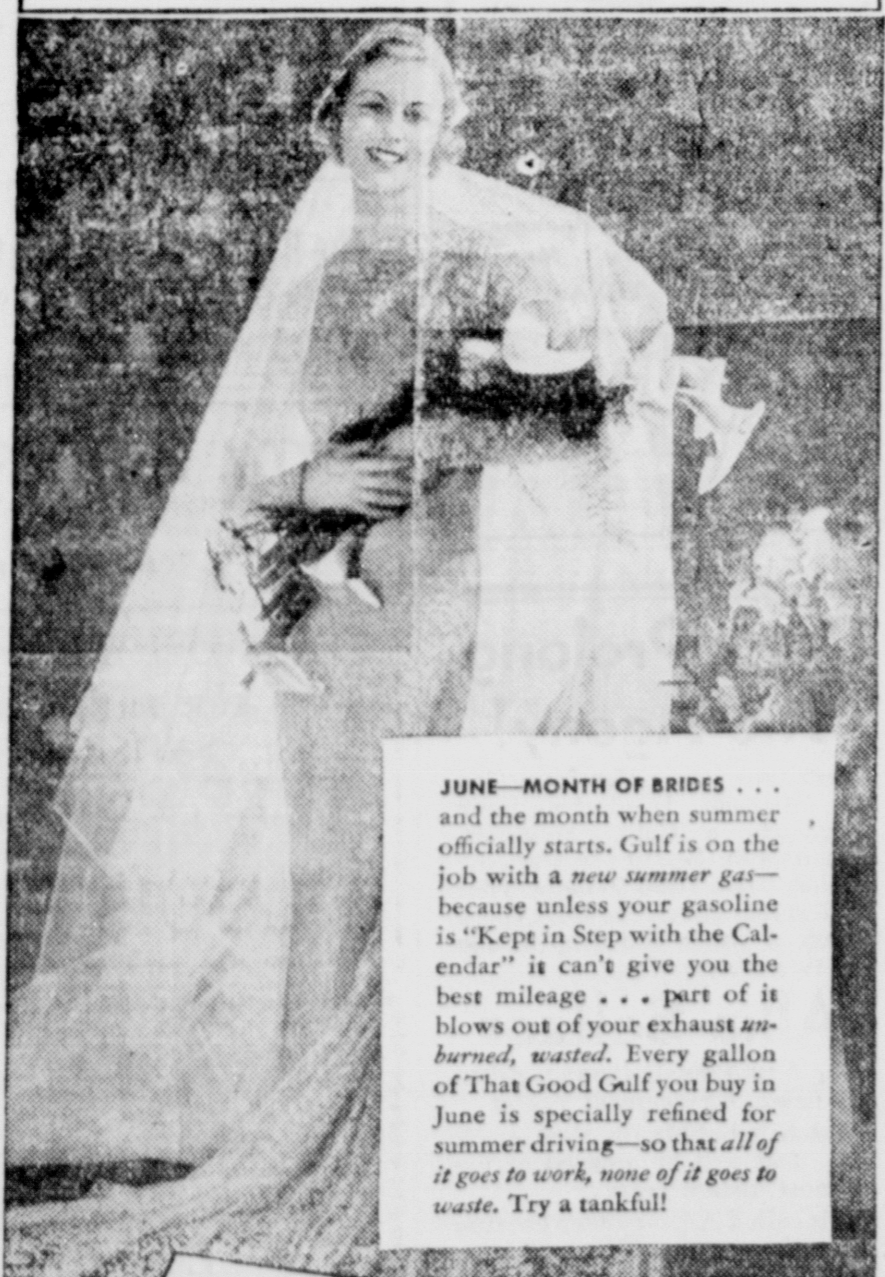 JUNE—MONTH OF BRIDES . . .
and the month when summer
officially starts. Gulf is on the
job with a new summer gas—
because unless your gasoline
is “Kept in Step with the Cal-
endar” it can't give you the
best mileage . . . part of it
blows out of your exhaust un-
burned, wasted. Every gallon
of That Good Gulf you buy in
June is specially refined for
summer driving—so that all of
it goes to work, none of it goes to
waste. Try a tankful!